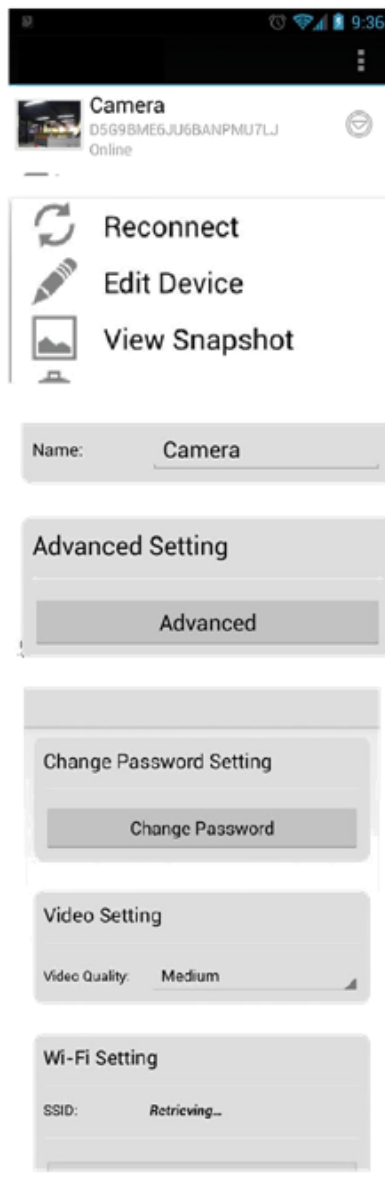 9:36
Camera
D5G9BME6JU6BANPMU7LJ
Online
Reconnect
Edit Device
View Snapshot
Name: Camera
Advanced Setting
Advanced
Change Password Setting
Change Password
Video Setting
Video Quality: Medium
Wi-Fi Setting
SSID: Retrieving...